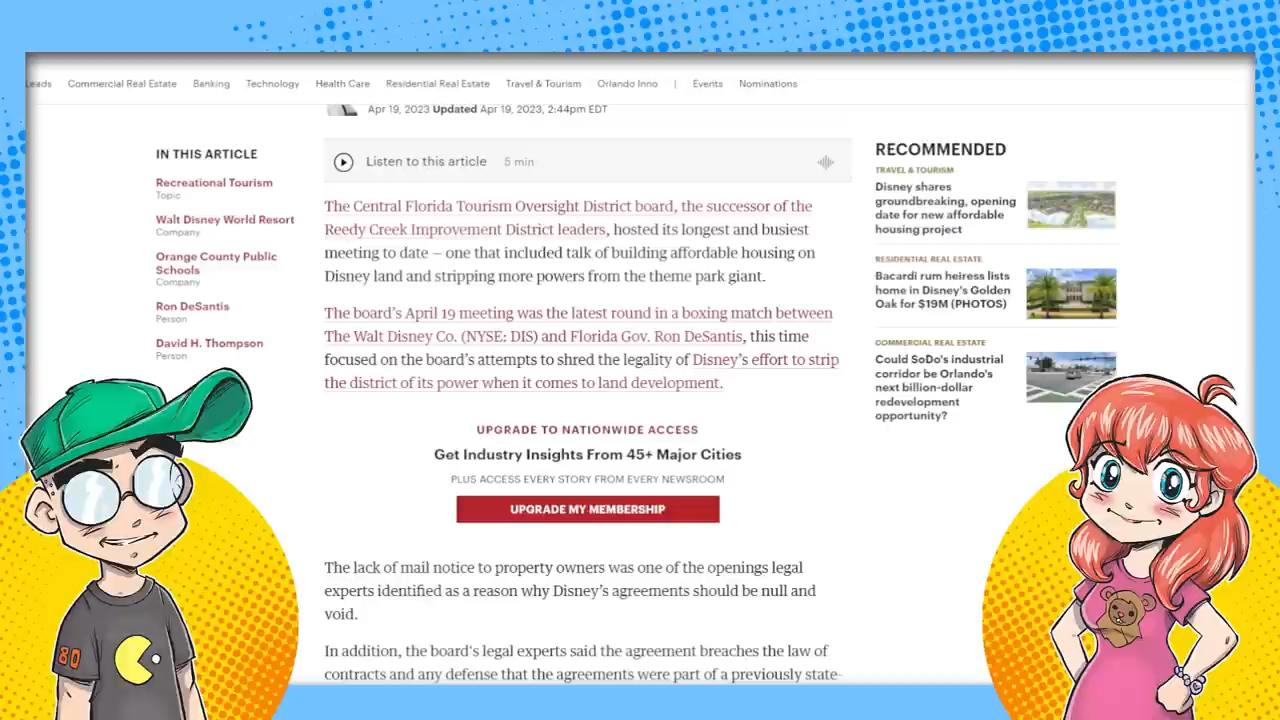 Leads Commercial Real Estate Banking Technology Health Care Residential Real Estate Travel & Tourism Orlando Inno | Events Nominations
Apr 19, 2023 Updated Apr 19, 2023, 2:44pm EDT
IN THIS ARTICLE
Recreational Tourism
Topic
Walt Disney World Resort
Company
Orange County Public
Schools
Company
Ron DeSantis
Person
David H. Thompson
Person
Listen to this article 5 min
The Central Florida Tourism Oversight District board, the successor of the
Reedy Creek Improvement District leaders, hosted its longest and busiest
meeting to date — one that included talk of building affordable housing on
Disney land and stripping more powers from the theme park giant.
The board's April 19 meeting was the latest round in a boxing match between
The Walt Disney Co. (NYSE: DIS) and Florida Gov. Ron DeSantis, this time
focused on the board's attempts to shred the legality of Disney's effort to strip
the district of its power when it comes to land development.
UPGRADE TO NATIONWIDE ACCESS
Get Industry Insights From 45+ Major Cities
PLUS ACCESS EVERY STORY FROM EVERY NEWSROOM
UPGRADE MY MEMBERSHIP
The lack of mail notice to property owners was one of the openings legal
experts identified as a reason why Disney's agreements should be null and
void.
In addition, the board's legal experts said the agreement breaches the law of
contracts and any defense that the agreements were part of a previously state-
RECOMMENDED
TRAVEL & TOURISM
Disney shares
groundbreaking, opening
date for new affordable
housing project
RESIDENTIAL REAL ESTATE
Bacardi rum heiress lists
home in Disney's Golden
Oak for $19M (PHOTOS)
COMMERCIAL REAL ESTATE
Could SoDo's industrial
corridor be Orlando's
next billion-dollar
redevelopment
opportunity?
80